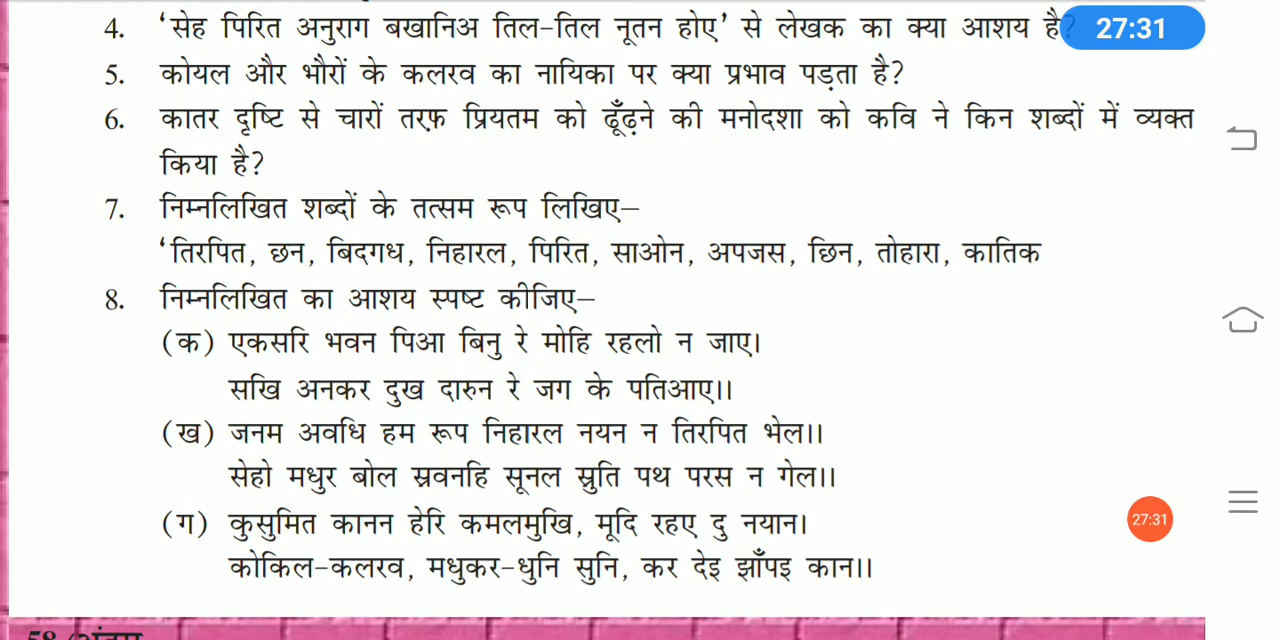 4. ‘सेह पिरित अनुराग बखानिअ तिल-तिल नूतन होए’ से लेखक का क्या आशय है?
27:31
5. कोयल और भौरों के कलरव का नायिका पर क्या प्रभाव पड़ता है?
6. कातर दृष्टि से चारों तरफ़ प्रियतम को ढूँढ़ने की मनोदशा को कवि ने किन शब्दों में व्यक्त
किया है?
7. निम्नलिखित शब्दों के तत्सम रूप लिखिए–
‘तिरपित, छन, बिदगध, निहारल, पिरित, साओन, अपजस, छिन, तोहारा, कातिक
8. निम्नलिखित का आशय स्पष्ट कीजिए–
(क) एकसरि भवन पिआ बिनु रे मोहि रहलो न जाए।
सखि अनकर दुख दारुन रे जग के पतिआए।।
(ख) जनम अवधि हम रूप निहारल नयन न तिरपित भेल।।
सेहो मधुर बोल स्रवनहि सूनल स्रुति पथ परस न गेल।।
(ग) कुसुमित कानन हेरि कमलमुखि, मूदि रहए दु नयान।
27:31
कोकिल-कलरव, मधुकर-धुनि सुनि, कर देइ झाँपइ कान।।
58/अंतरा